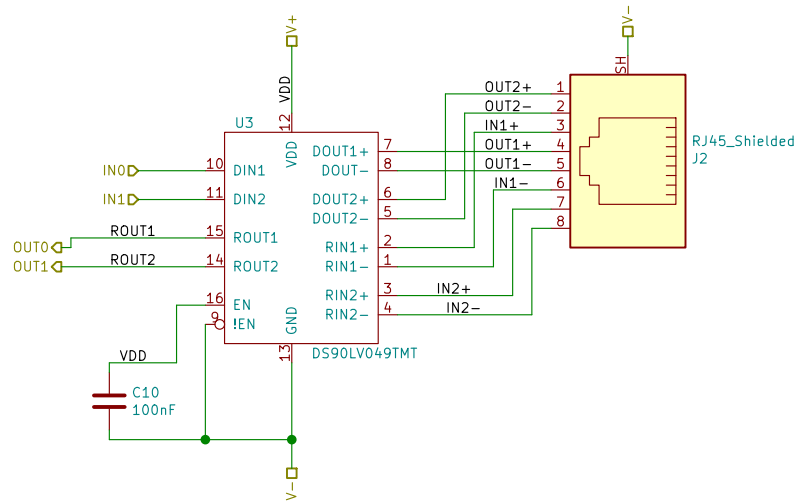 V+
V-
VDD
SH
U3
12
VDD
OUT2+
1
OUT2-
2
IN1+
3
RJ45_Shielded
J2
DOUT1+
7
OUT1+
4
IN0
10
DIN1
DOUT-
8
OUT1-
5
IN1-
6
IN1
11
DIN2
DOUT2+
6
7
DOUT2-
5
8
ROUT1
15
ROUT1
RIN1+
2
OUT0
OUT1
ROUT2
14
ROUT2
RIN1-
1
RIN2+
3
IN2+
16
EN
RIN2-
4
IN2-
9
!EN
GND
13
DS90LV049TMT
VDD
C10
100nF
V-